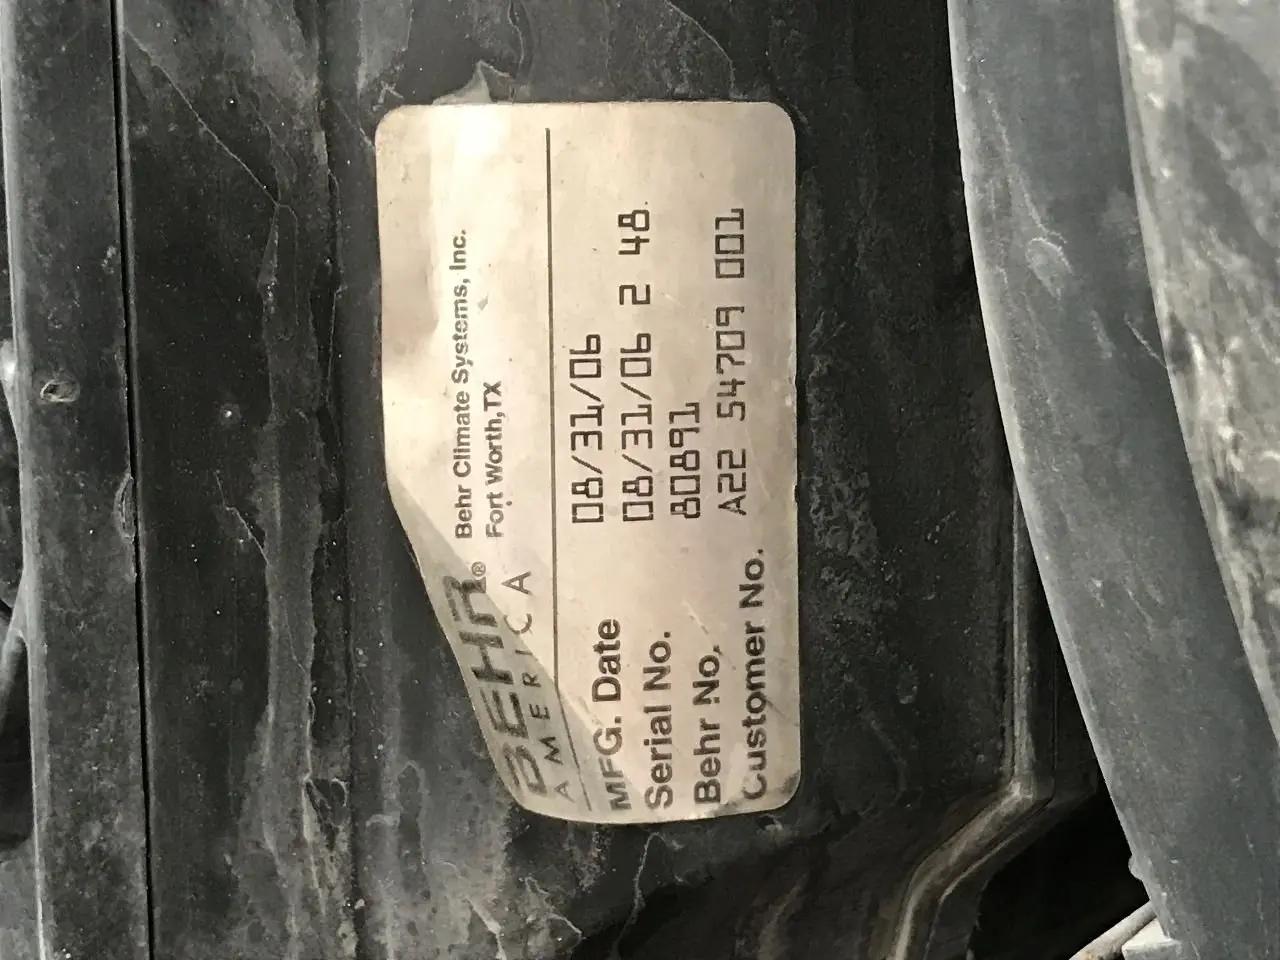 BEHR®
AMERICA
Behr Climate Systems, Inc.
Fort Worth, TX
MFG. Date 08/31/06
Serial No. 08/31/06 2 48
Behr No. 80891
Customer No. A22 54709 001